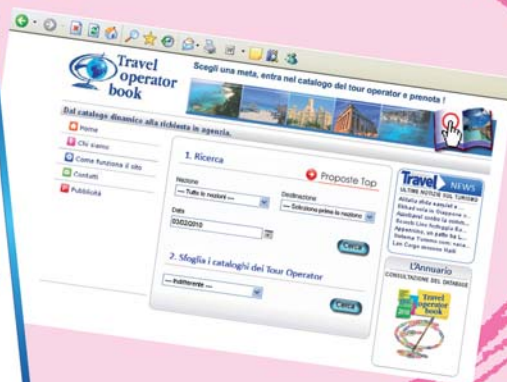 Travel
operator
book
Scegli una meta, entra nel catalogo del tour operator e prenota !
Dal catalogo dinamico alla richiesta in agenzia.
Home
Chi siamo
Come funziona il sito
Contatti
Pubblicità
1. Ricerca
Proposte Top
Nazione
--- Tutte le nazioni ---
Destinazione
--- Seleziona prima la nazione
Data
03/02/2010
Cerca
2. Sfoglia i cataloghi dei Tour Operator
--- Indifferente ---
Cerca
Travel NEWS
ULTIME NOTIZIE SUL TURISMO
L'Annuario
CONSULTAZIONE DEL DATABASE
Travel
operator
book
2010